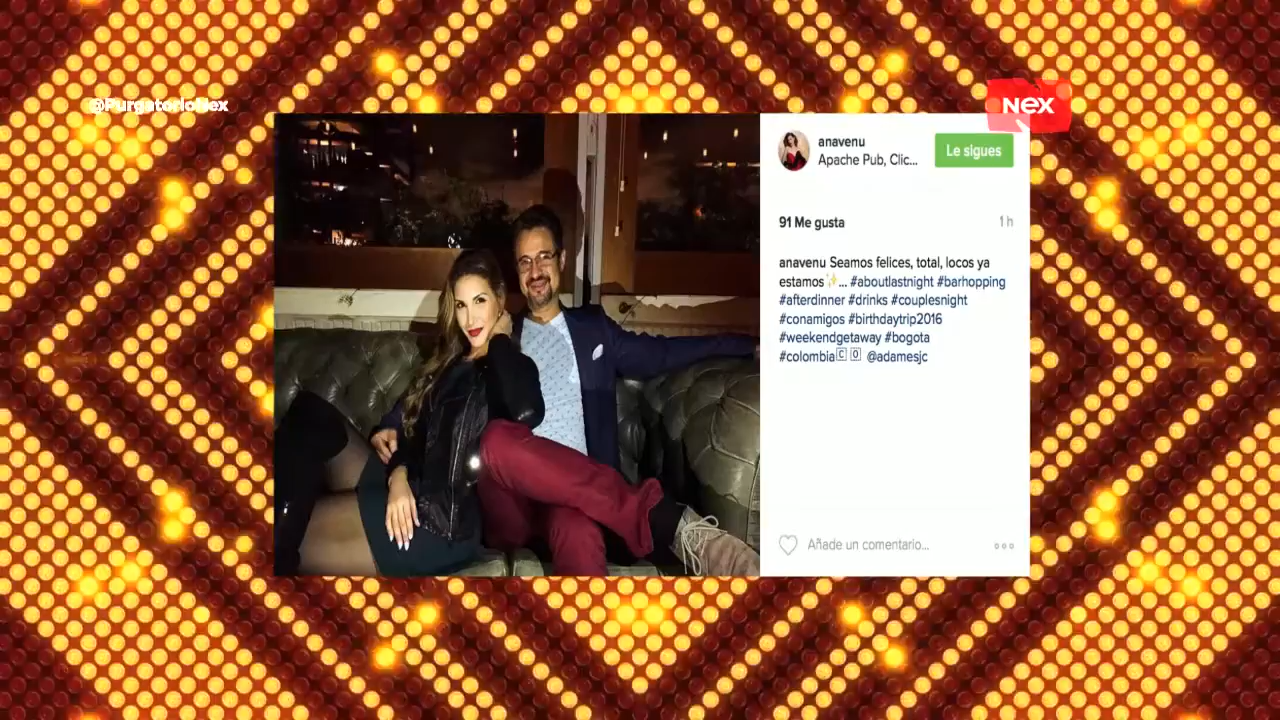 @PurgatorioNex
NEX
anavenu
Apache Pub, Clic...
Le sigues
91 Me gusta
1 h
anavenu Seamos felices, total, locos ya
estamos✨... #aboutlastnight #barhopping
#afterdinner #drinks #couplesnight
#conamigos #birthdaytrip2016
#weekendgetaway #bogota
#colombia🇨 🇴 @adamesjc
Añade un comentario...